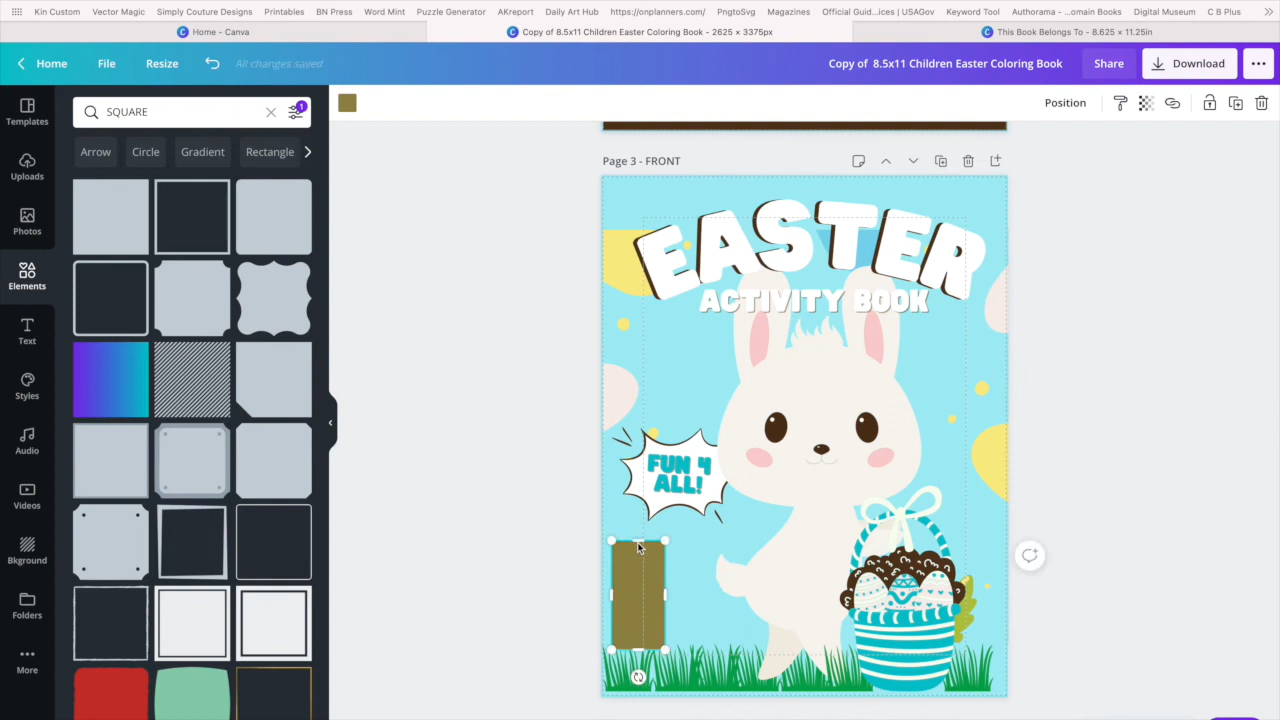 Kin Custom Vector Magic Simply Couture Designs Printables BN Press Word Mint Puzzle Generator AKreport Daily Art Hub https://onplanners.com/ PngtoSvg Magazines Official Guid...ices | USAGov Keyword Tool Authorama - ...omain Books Digital Museum C B Plus
Home - Canva
Copy of 8.5x11 Children Easter Coloring Book - 2625 × 3375px
This Book Belongs To - 8.625 × 11.25in
Home File Resize All changes saved
Copy of 8.5x11 Children Easter Coloring Book Share Download
SQUARE 1
Position
Templates
Arrow Circle Gradient Rectangle
Page 3 - FRONT
Uploads
Photos
EASTER
Elements
ACTIVITY BOOK
Text
Styles
Audio
FUN 4
ALL!
Videos
Bkground
Folders
More